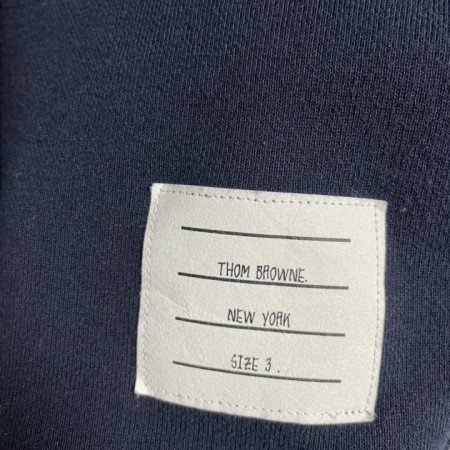 THOM BROWNE.
NEW YORK
SIZE 3 .